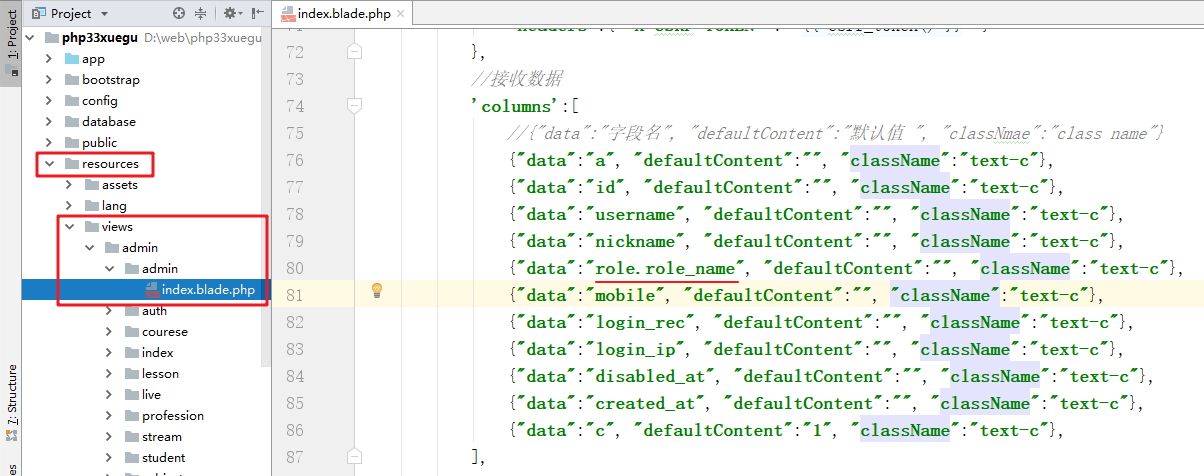 Project
index.blade.php
1: Project
7: Structure
php33xuegu D:\web\php33xuegu
app
bootstrap
config
database
public
resources
assets
lang
views
admin
admin
index.blade.php
auth
courese
index
lesson
live
profession
stream
student
72 },
73 //接收数据
74 'columns':[
75 //{"data":"字段名", "defaultContent":"默认值 ", "classNmae":"class name"}
76 {"data":"a", "defaultContent":"", "className":"text-c"},
77 {"data":"id", "defaultContent":"", "className":"text-c"},
78 {"data":"username", "defaultContent":"", "className":"text-c"},
79 {"data":"nickname", "defaultContent":"", "className":"text-c"},
80 {"data":"role.role_name", "defaultContent":"", "className":"text-c"},
81 {"data":"mobile", "defaultContent":"", "className":"text-c"},
82 {"data":"login_rec", "defaultContent":"", "className":"text-c"},
83 {"data":"login_ip", "defaultContent":"", "className":"text-c"},
84 {"data":"disabled_at", "defaultContent":"", "className":"text-c"},
85 {"data":"created_at", "defaultContent":"", "className":"text-c"},
86 {"data":"c", "defaultContent":"1", "className":"text-c"},
87 ],